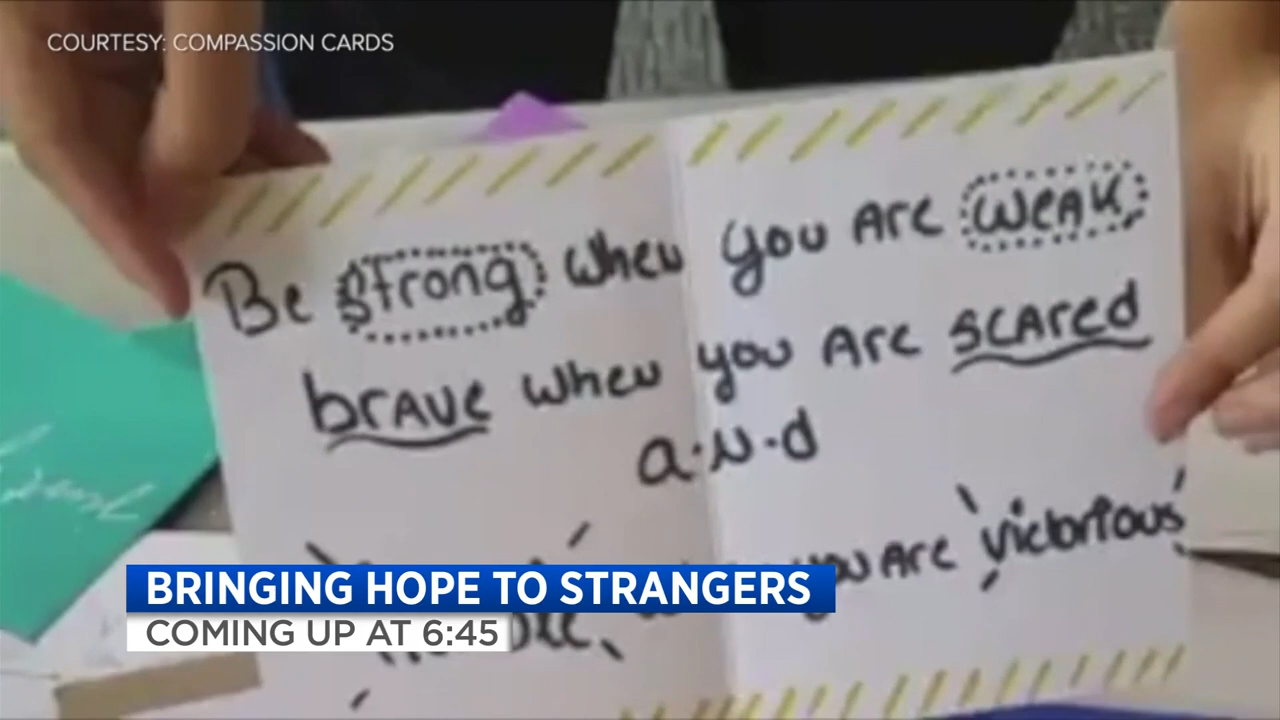 COURTESY: COMPASSION CARDS
Be strong when you are weak
brave when you are scared
a·n·d
you are victorious
BRINGING HOPE TO STRANGERS
COMING UP AT 6:45